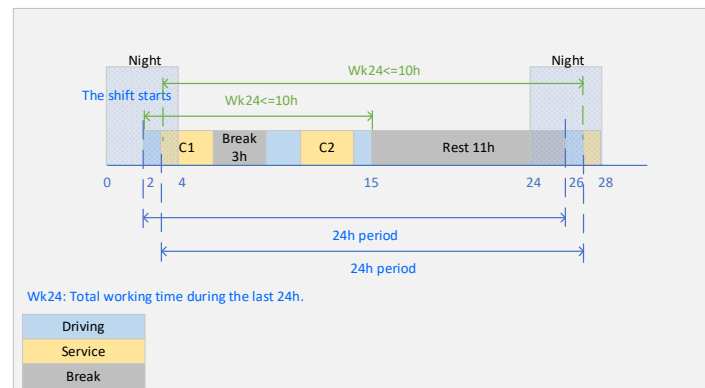 Night
Night
Wk24<=10h
The shift starts
Wk24<=10h
C1
Break
3h
C2
Rest 11h
0
2
4
15
24
26
28
24h period
24h period
Wk24: Total working time during the last 24h.
Driving
Service
Break